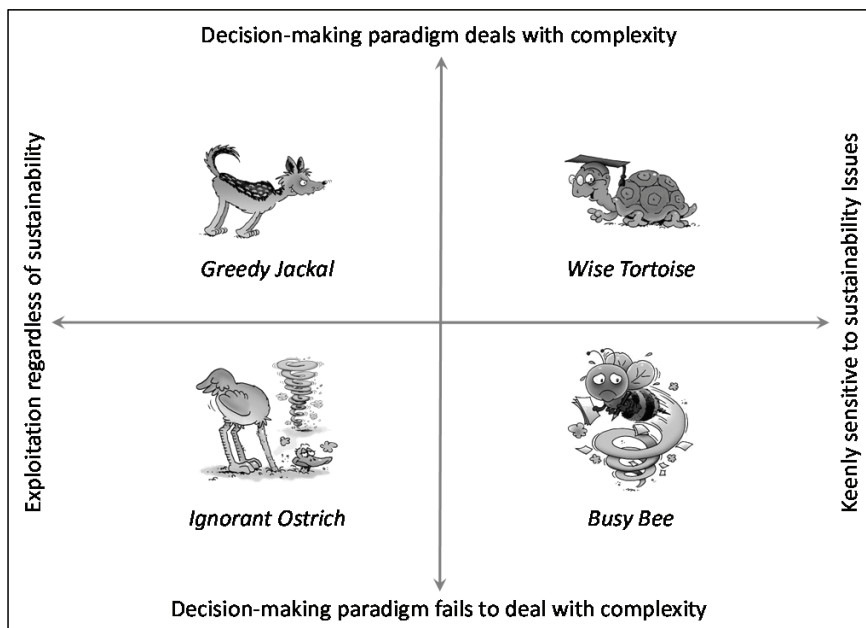 Decision-making paradigm deals with complexity
Exploitation regardless of sustainability
Keenly sensitive to sustainability Issues
Greedy Jackal
Wise Tortoise
Ignorant Ostrich
Busy Bee
Decision-making paradigm fails to deal with complexity